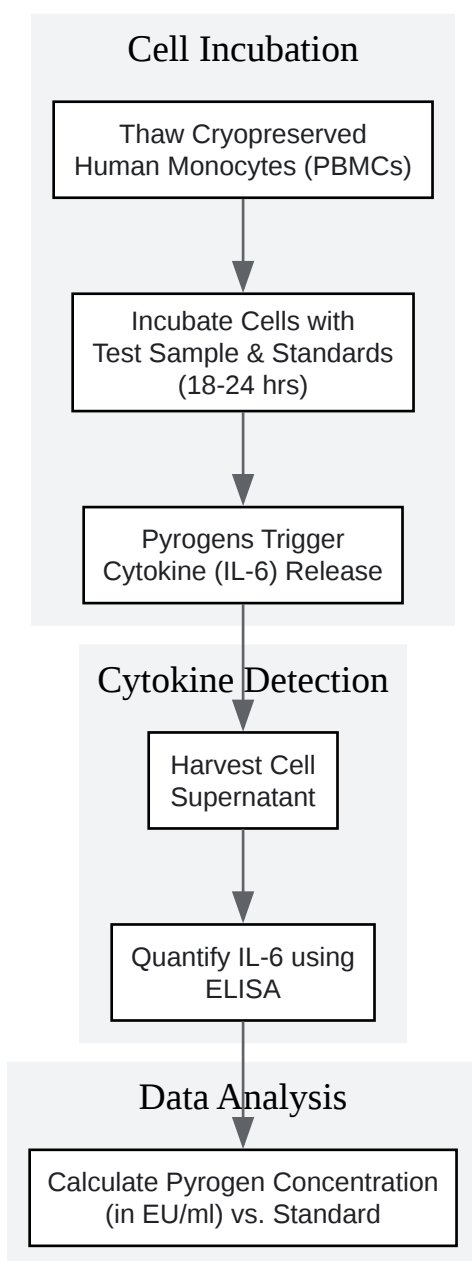 Cell Incubation
Thaw Cryopreserved
Human Monocytes (PBMCs)
Incubate Cells with
Test Sample & Standards
(18-24 hrs)
Pyrogens Trigger
Cytokine (IL-6) Release
Cytokine Detection
Harvest Cell
Supernatant
Quantify IL-6 using
ELISA
Data Analysis
Calculate Pyrogen Concentration
(in EU/ml) vs. Standard